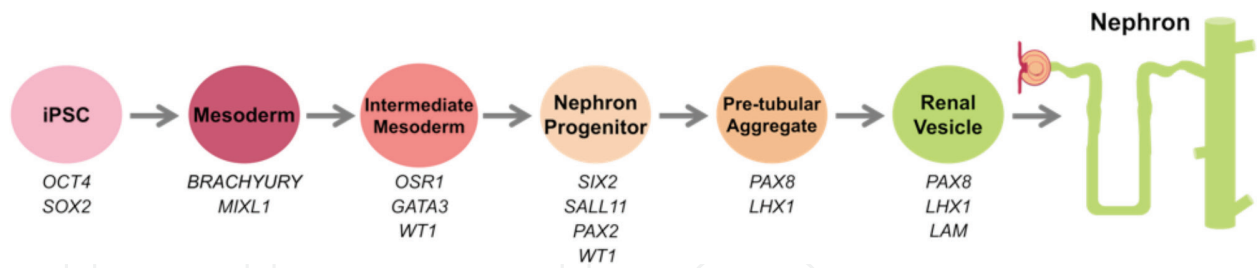 Nephron
iPSC
Mesoderm
Intermediate
Mesoderm
Nephron
Progenitor
Pre-tubular
Aggregate
Renal
Vesicle
OCT4
SOX2
BRACHYURY
MIXL1
OSR1
GATA3
WT1
SIX2
SALL11
PAX2
WT1
PAX8
LHX1
PAX8
LHX1
LAM